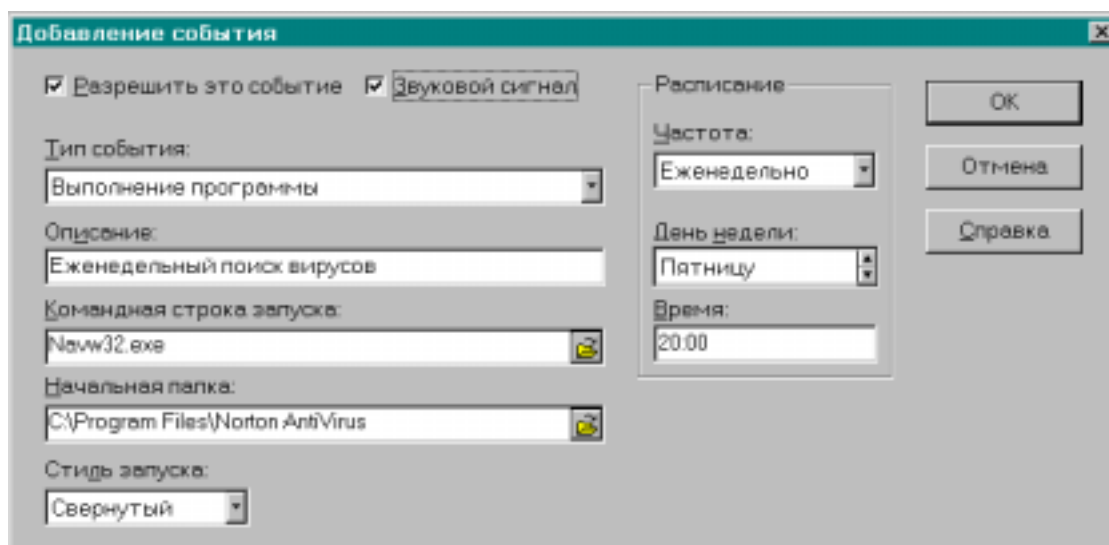 Добавление события
Разрешить это событие Звуковой сигнал
Тип события:
Выполнение программы
Описание:
Еженедельный поиск вирусов
Командная строка запуска:
Navw32.exe
Начальная папка:
C:\Program Files\Norton AntiVirus
Стиль запуска:
Свернутый
Расписание
Частота:
Еженедельно
День недели:
Пятницу
Время:
20:00
OK
Отмена
Справка